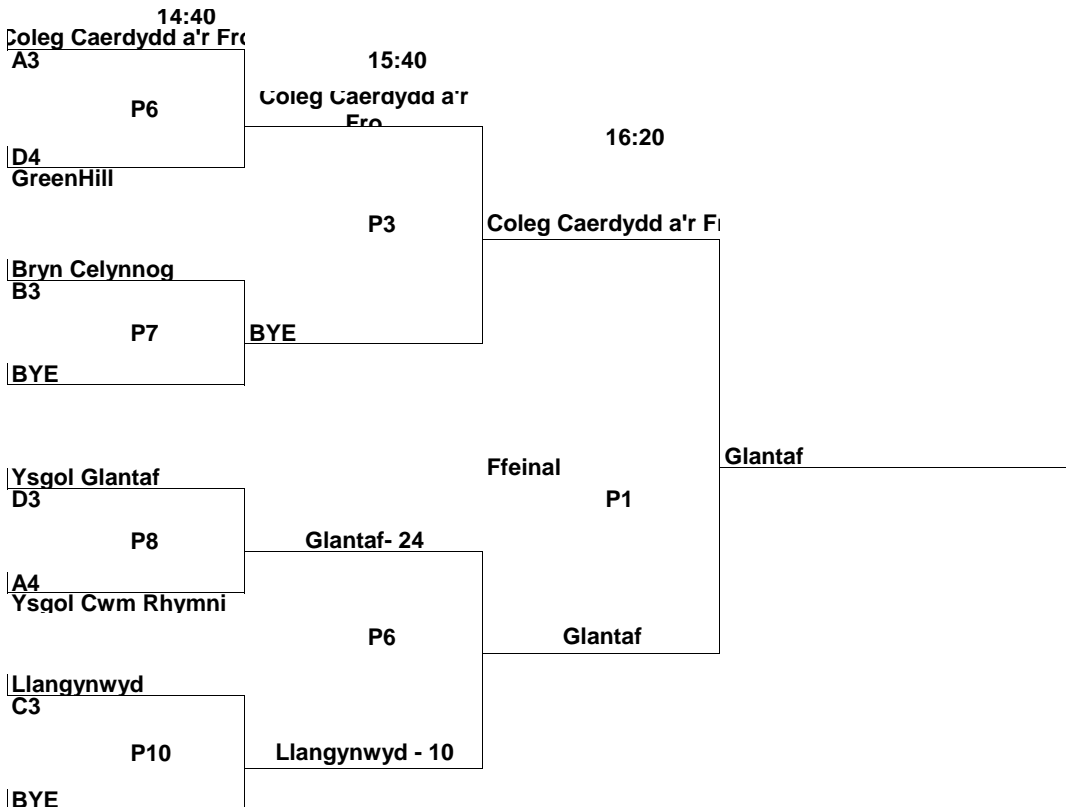 14:40
Coleg Caerdydd a'r Fro
A3
15:40
P6
Coleg Caerdydd a'r
Fro
16:20
D4
GreenHill
P3
Coleg Caerdydd a'r Fr
Bryn Celynnog
B3
P7
BYE
BYE
Ysgol Glantaf
Ffeinal
Glantaf
D3
P1
P8
Glantaf- 24
A4
Ysgol Cwm Rhymni
P6
Glantaf
Llangynwyd
C3
P10
Llangynwyd - 10
BYE